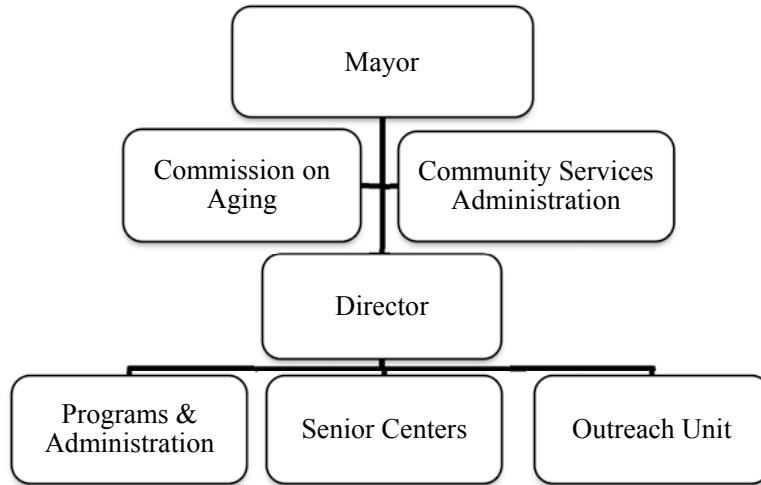 Mayor
Commission on
Aging
Community Services
Administration
Director
Programs &
Administration
Senior Centers
Outreach Unit